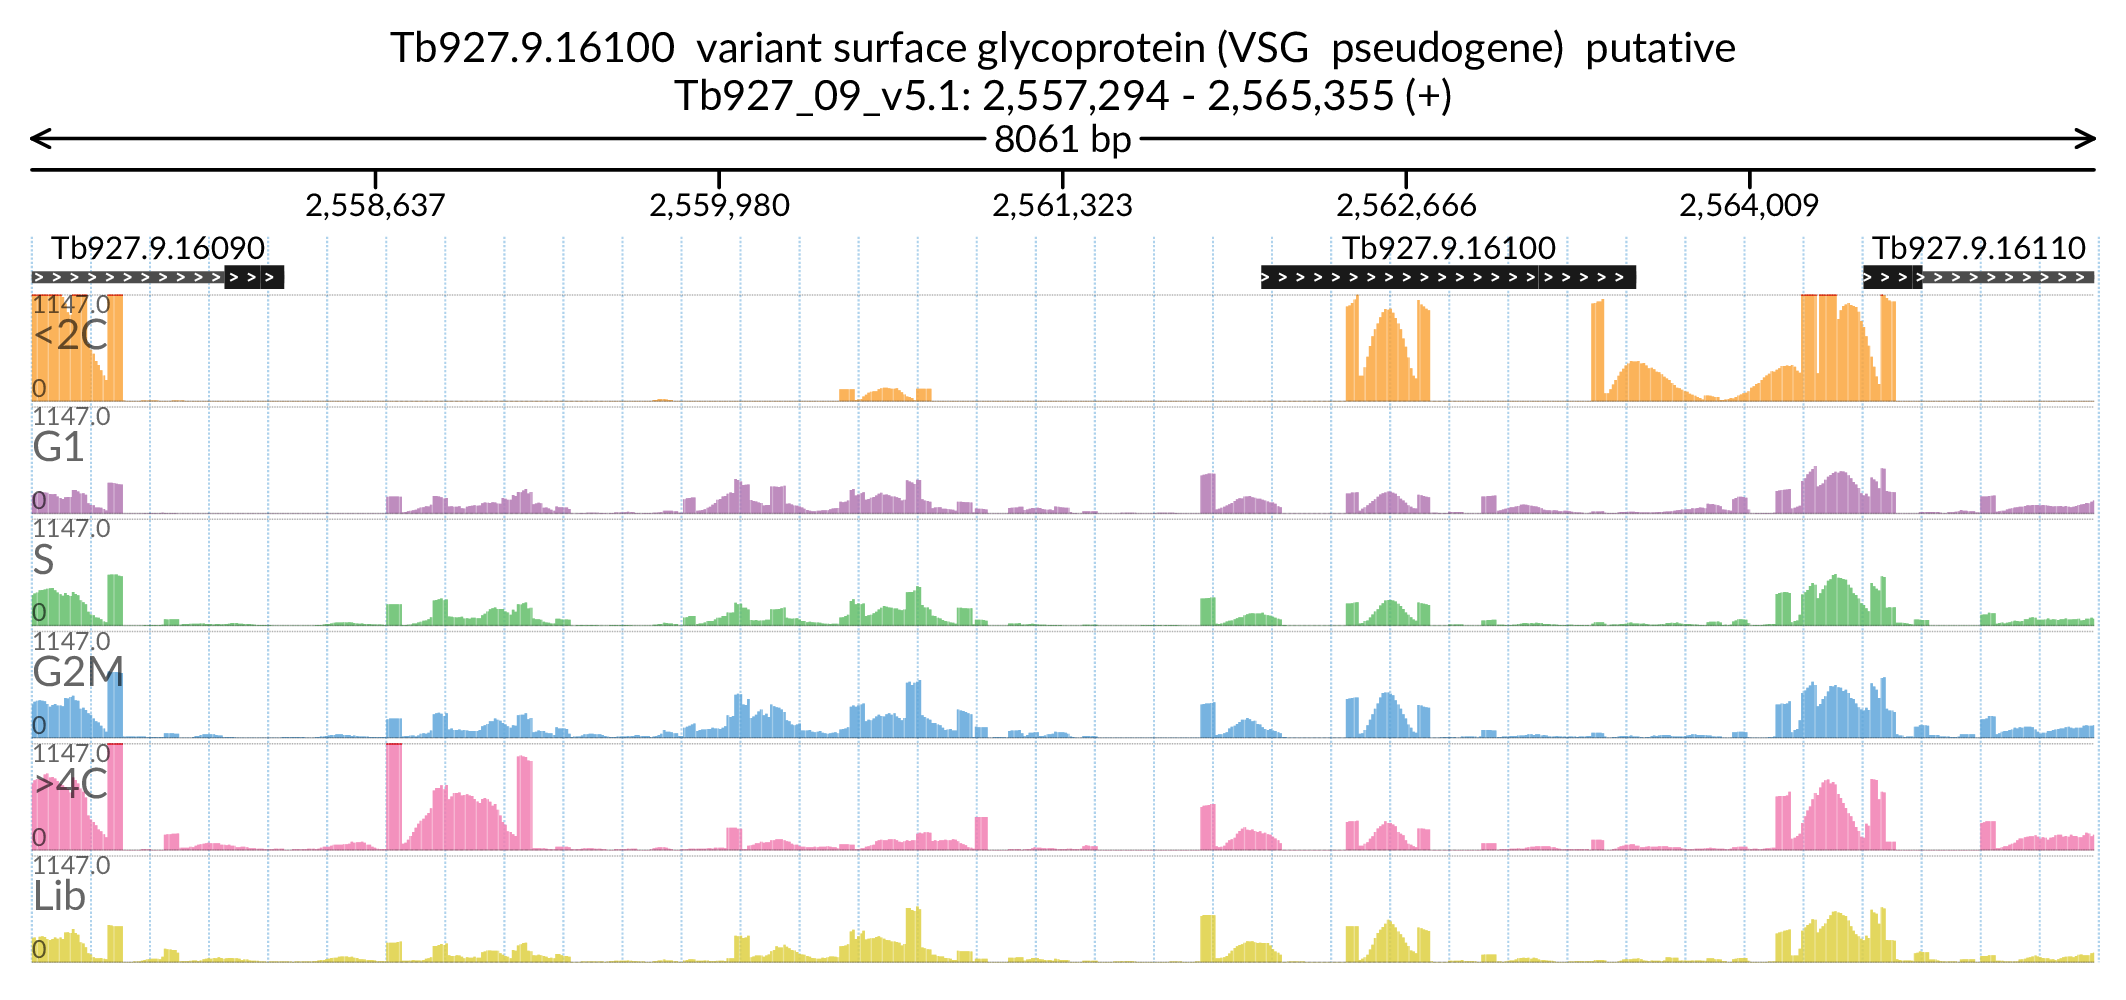 Tb927.9.16100  variant surface glycoprotein (VSG  pseudogene)  putative
Tb927_09_v5.1: 2,557,294 - 2,565,355 (+)
8061 bp
2,558,637 2,559,980 2,561,323 2,562,666 2,564,009
Tb927.9.16090 Tb927.9.16100 Tb927.9.16110
1147.0
<2C
0
1147.0
G1
0
1147.0
S
0
1147.0
G2M
0
1147.0
>4C
0
1147.0
Lib
0